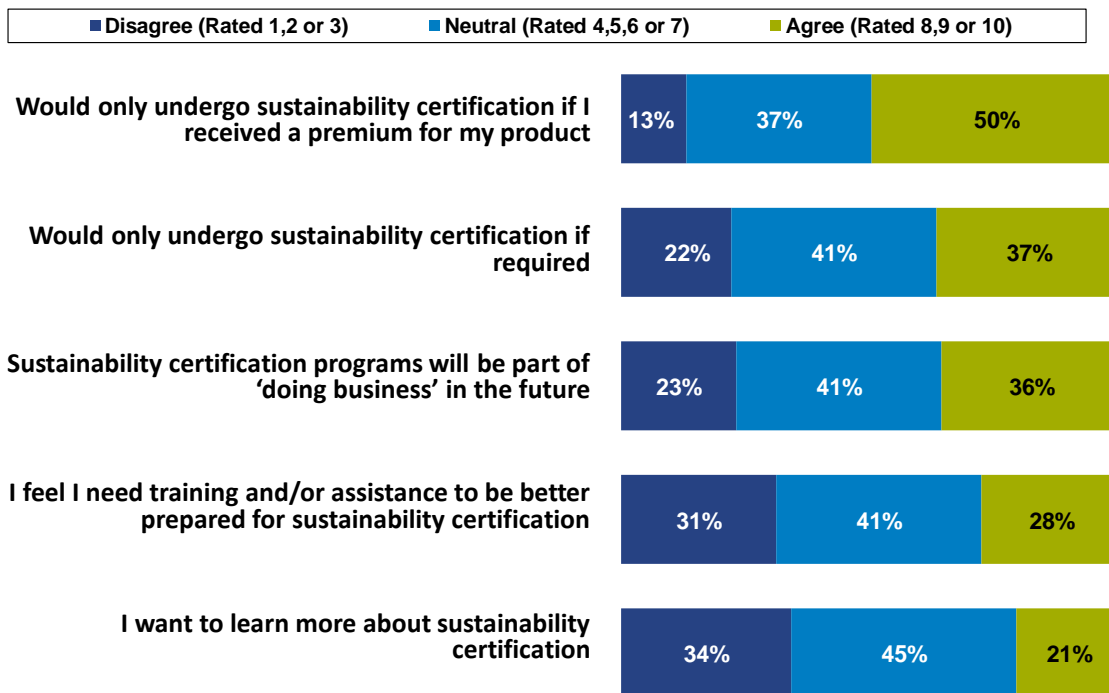 Disagree (Rated 1,2 or 3) Neutral (Rated 4,5,6 or 7) Agree (Rated 8,9 or 10)
Would only undergo sustainability certification if I
received a premium for my product
13% 37% 50%
Would only undergo sustainability certification if
required
22% 41% 37%
Sustainability certification programs will be part of
‘doing business’ in the future
23% 41% 36%
I feel I need training and/or assistance to be better
prepared for sustainability certification
31% 41% 28%
I want to learn more about sustainability
certification
34% 45% 21%